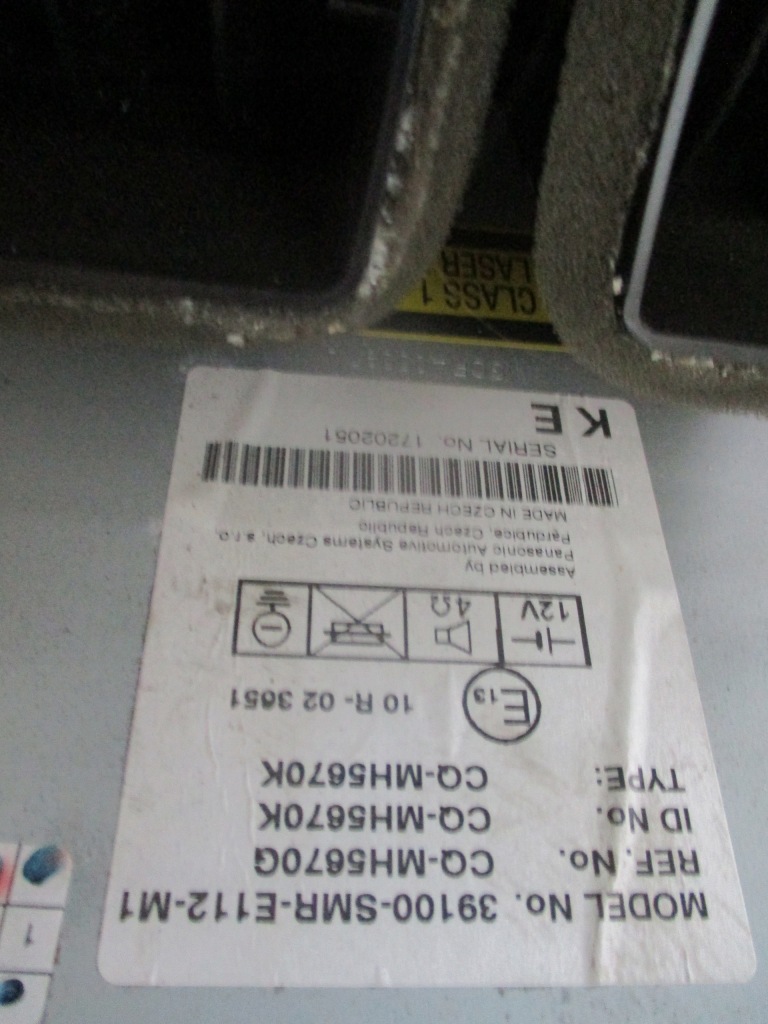 MODEL No. 39100-SMR-E112-M1
REF. No. CQ-MH5670G
ID No. CQ-MH5670K
TYPE: CQ-MH5670K
E13 10 R- 02 3651
12V 4Ω
Assembled by
Panasonic Automotive Systems Czech, s.r.o.
Pardubice, Czech Republic
MADE IN CZECH REPUBLIC
SERIAL No. 17202051
K E
CLASS 1
LASER
1